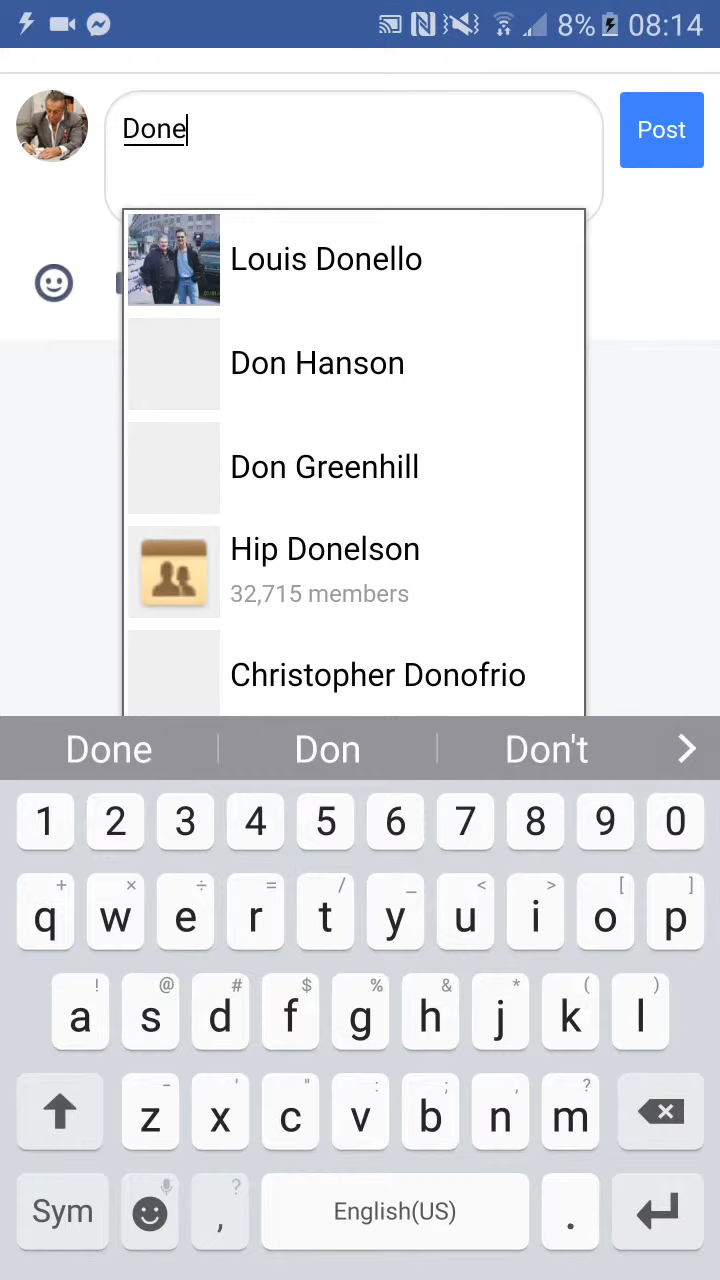 8% 08:14
Done
Post
Louis Donello
Don Hanson
Don Greenhill
Hip Donelson
32,715 members
Christopher Donofrio
Done Don Don't
1 2 3 4 5 6 7 8 9 0
+ × ÷ = / _ < > [ ]
q w e r t y u i o p
! @ # $ % & * ( )
a s d f g h j k l
- ' " : ; , ?
z x c v b n m
?
Sym , English(US) .